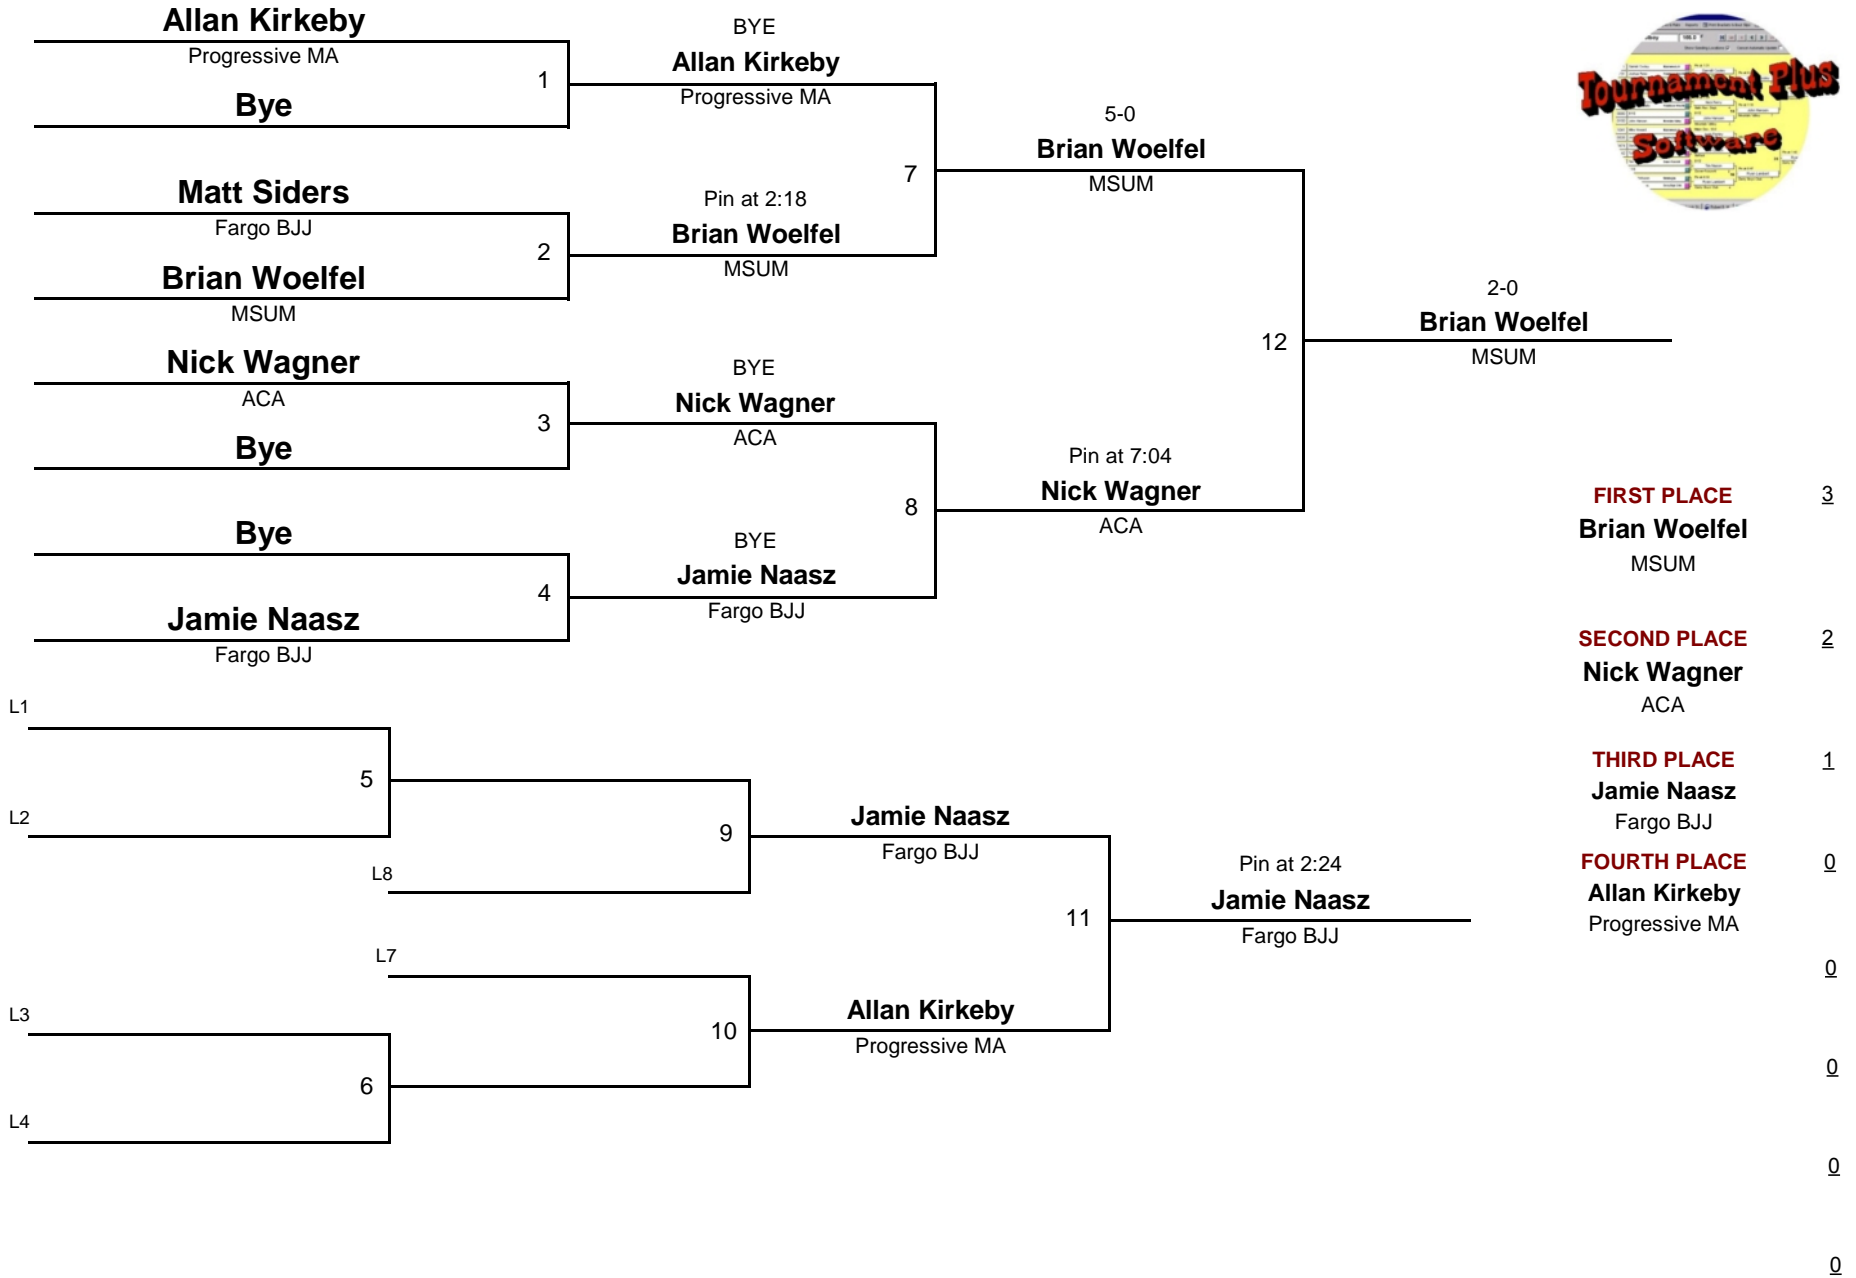 Allan Kirkeby
Progressive MA
1
Bye
Matt Siders
Fargo BJJ
2
Brian Woelfel
MSUM
Nick Wagner
ACA
3
Bye
Bye
4
Jamie Naasz
Fargo BJJ
BYE
Allan Kirkeby
Progressive MA
7
Pin at 2:18
Brian Woelfel
MSUM
BYE
Nick Wagner
ACA
8
BYE
Jamie Naasz
Fargo BJJ
5-0
Brian Woelfel
MSUM
12
Pin at 7:04
Nick Wagner
ACA
2-0
Brian Woelfel
MSUM
Tournament Plus
Software
FIRST PLACE 3
Brian Woelfel
MSUM
SECOND PLACE 2
Nick Wagner
ACA
THIRD PLACE 1
Jamie Naasz
Fargo BJJ
FOURTH PLACE 0
Allan Kirkeby
Progressive MA
0
0
0
0
L1
5
L2
9
L8
L7
L3
10
6
L4
Jamie Naasz
Fargo BJJ
11
Allan Kirkeby
Progressive MA
Pin at 2:24
Jamie Naasz
Fargo BJJ